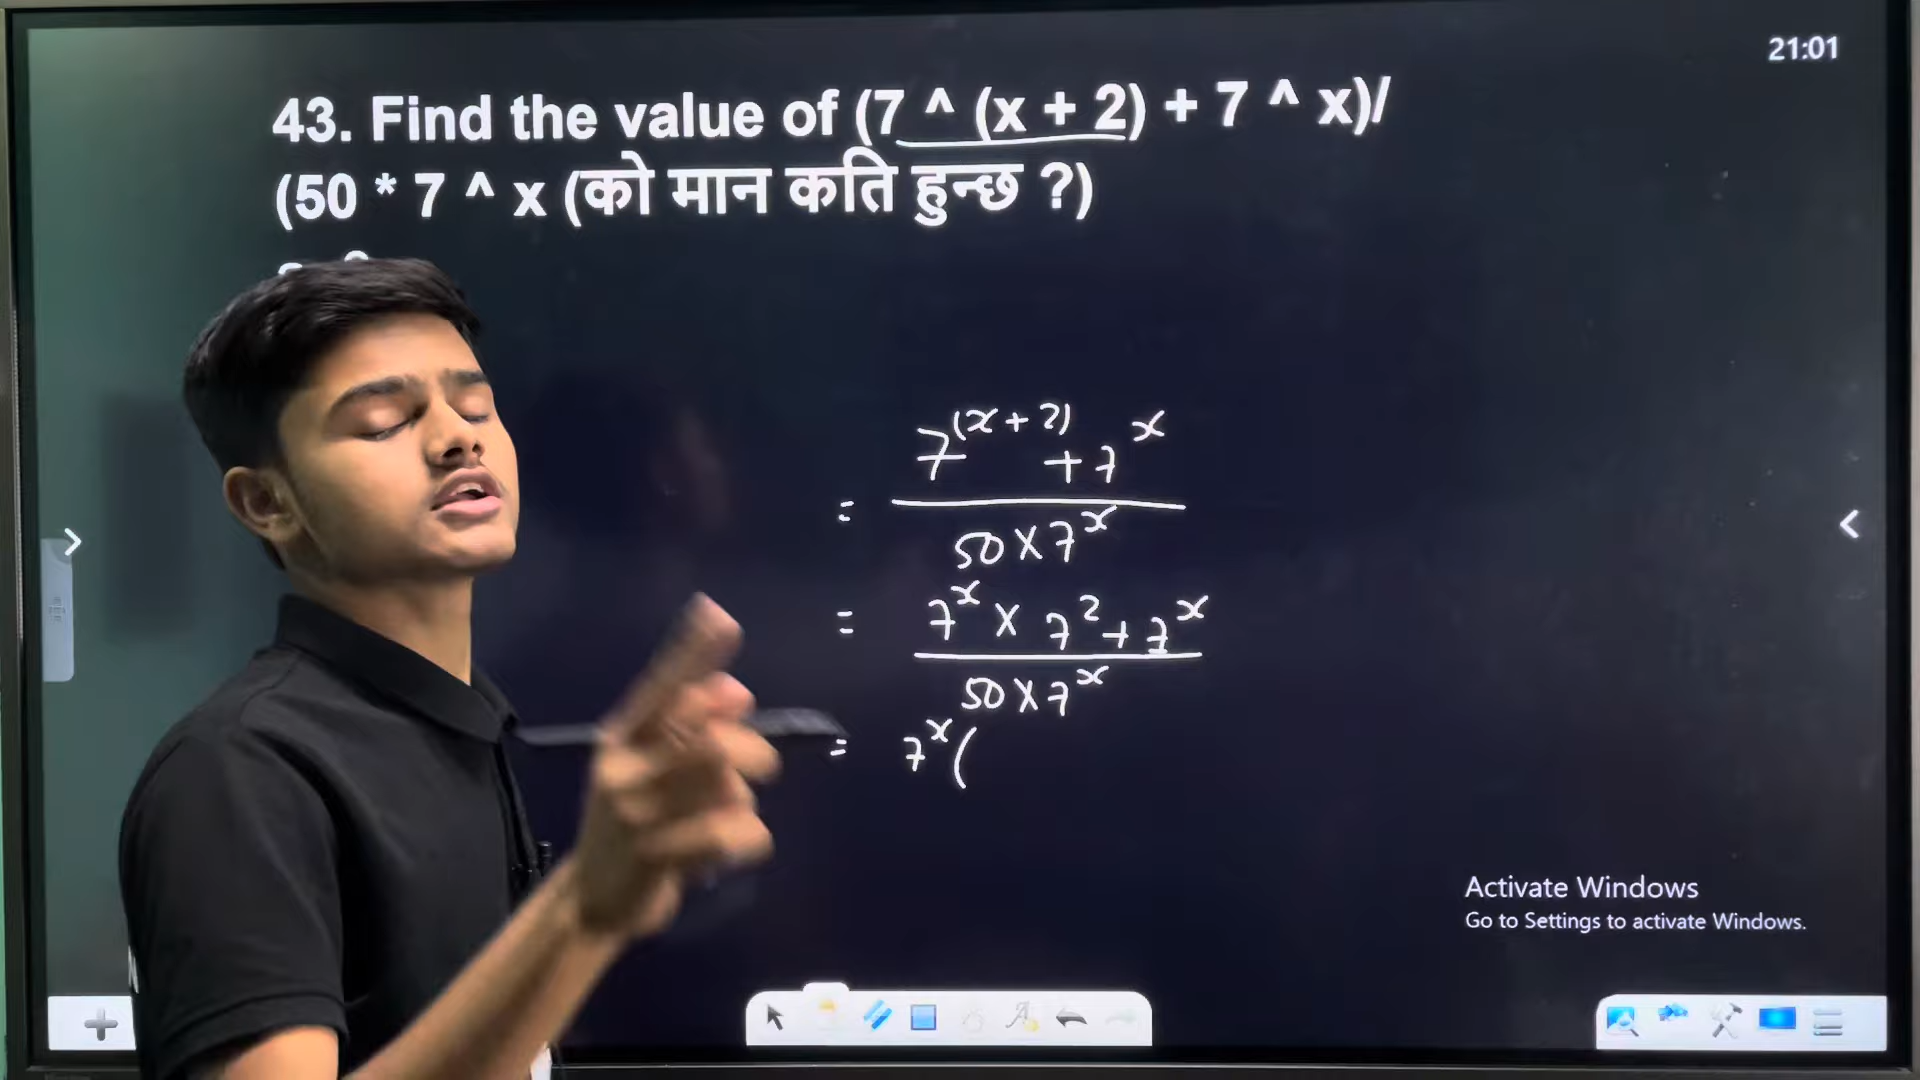 21:01
43. Find the value of (7 ^ (x + 2) + 7 ^ x)/
(50 * 7 ^ x (को मान कति हुन्छ ?)
= 7^(x+2) + 7^x
50 × 7^x
= 7^x × 7^2 + 7^x
50 × 7^x
= 7^x (
Activate Windows
Go to Settings to activate Windows.